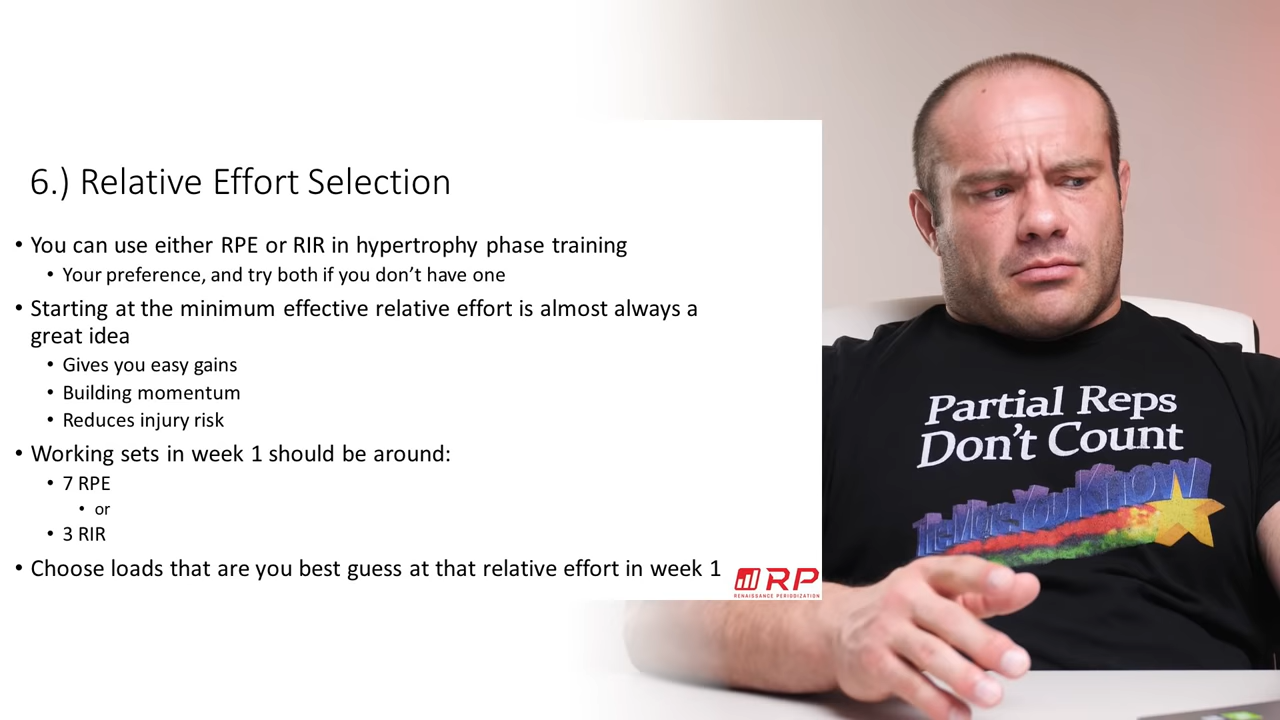 6.) Relative Effort Selection
• You can use either RPE or RIR in hypertrophy phase training
• Your preference, and try both if you don't have one
• Starting at the minimum effective relative effort is almost always a
great idea
• Gives you easy gains
• Building momentum
• Reduces injury risk
• Working sets in week 1 should be around:
• 7 RPE
• or
• 3 RIR
• Choose loads that are you best guess at that relative effort in week 1
RP
RENAISSANCE PERIODIZATION
Partial Reps
Don't Count
The More You Know